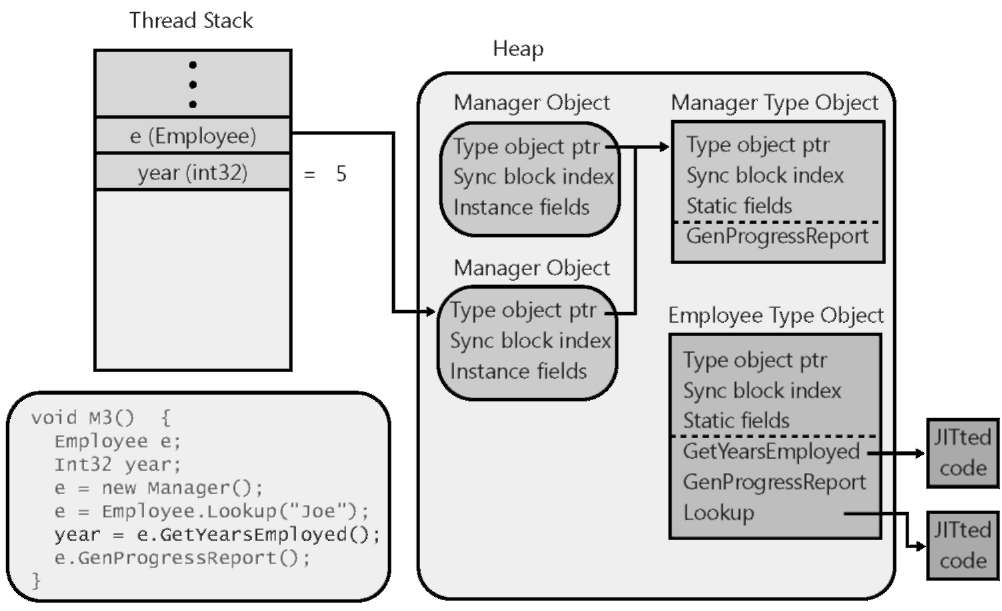 Thread Stack
e (Employee)
year (int32)
= 5
void M3() {
Employee e;
Int32 year;
e = new Manager();
e = Employee.Lookup("Joe");
year = e.GetYearsEmployed();
e.GenProgressReport();
}
Heap
Manager Object
Type object ptr
Sync block index
Instance fields
Manager Object
Type object ptr
Sync block index
Instance fields
Manager Type Object
Type object ptr
Sync block index
Static fields
GenProgressReport
Employee Type Object
Type object ptr
Sync block index
Static fields
GetYearsEmployed
GenProgressReport
Lookup
JITted
code
JITted
code